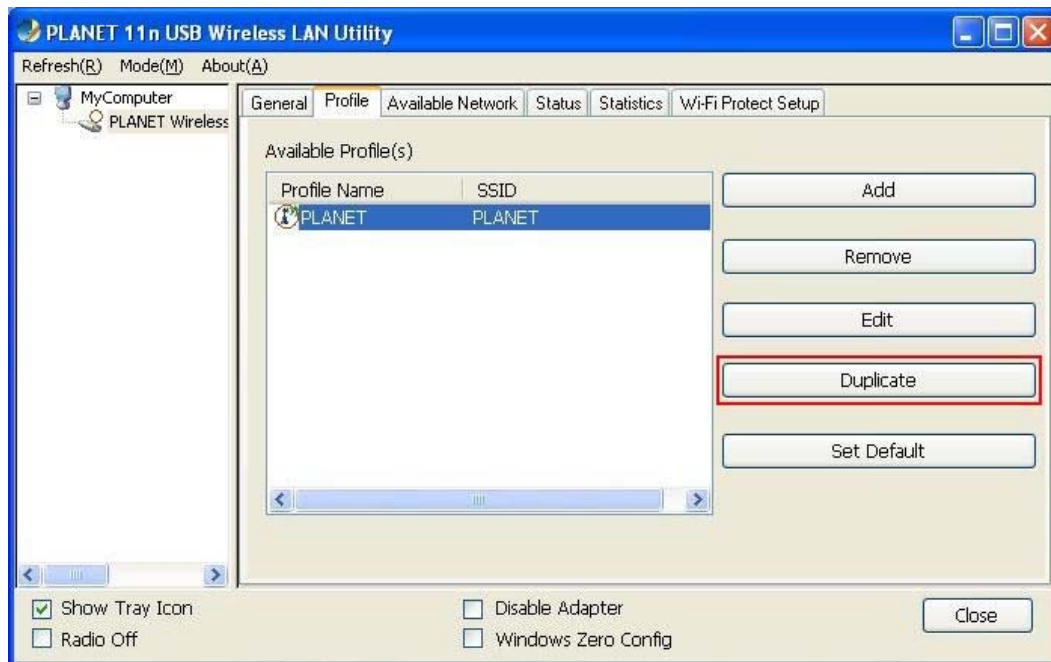 PLANET 11n USB Wireless LAN Utility
Refresh(R) Mode(M) About(A)
MyComputer
PLANET Wireless
General Profile Available Network Status Statistics Wi-Fi Protect Setup
Available Profile(s)
Profile Name SSID
PLANET PLANET
Add
Remove
Edit
Duplicate
Set Default
Show Tray Icon
Radio Off
Disable Adapter
Windows Zero Config
Close